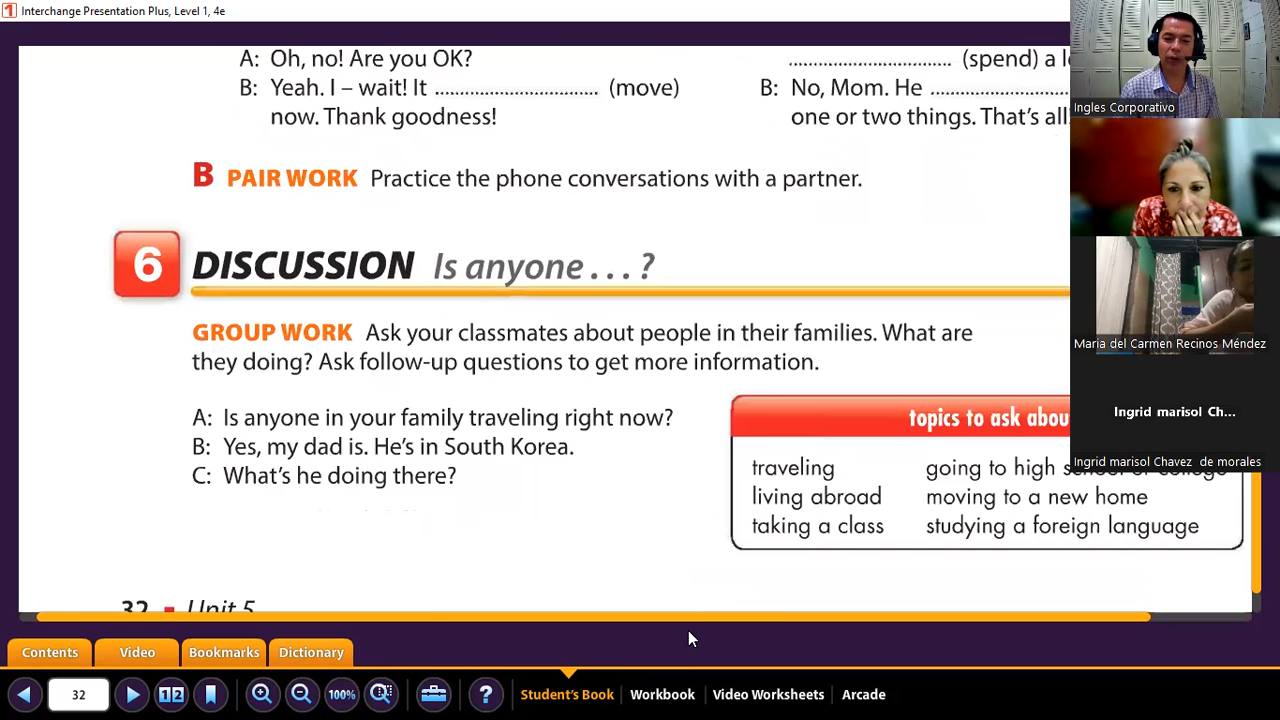 Interchange Presentation Plus, Level 1, 4e
A: Oh, no! Are you OK?
B: Yeah. I – wait! It .................................. (move)
now. Thank goodness!
.................................. (spend) a l
B: No, Mom. He ..............................
one or two things. That's all
B PAIR WORK Practice the phone conversations with a partner.
6 DISCUSSION Is anyone . . . ?
GROUP WORK Ask your classmates about people in their families. What are
they doing? Ask follow-up questions to get more information.
A: Is anyone in your family traveling right now?
B: Yes, my dad is. He's in South Korea.
C: What's he doing there?
topics to ask abou
traveling going to high school or college
living abroad moving to a new home
taking a class studying a foreign language
32 Unit 5
Ingles Corporativo
Maria del Carmen Recinos Méndez
Ingrid marisol Ch...
Ingrid marisol Chavez de morales
Contents Video Bookmarks Dictionary
32 12 100% ? Student's Book Workbook Video Worksheets Arcade